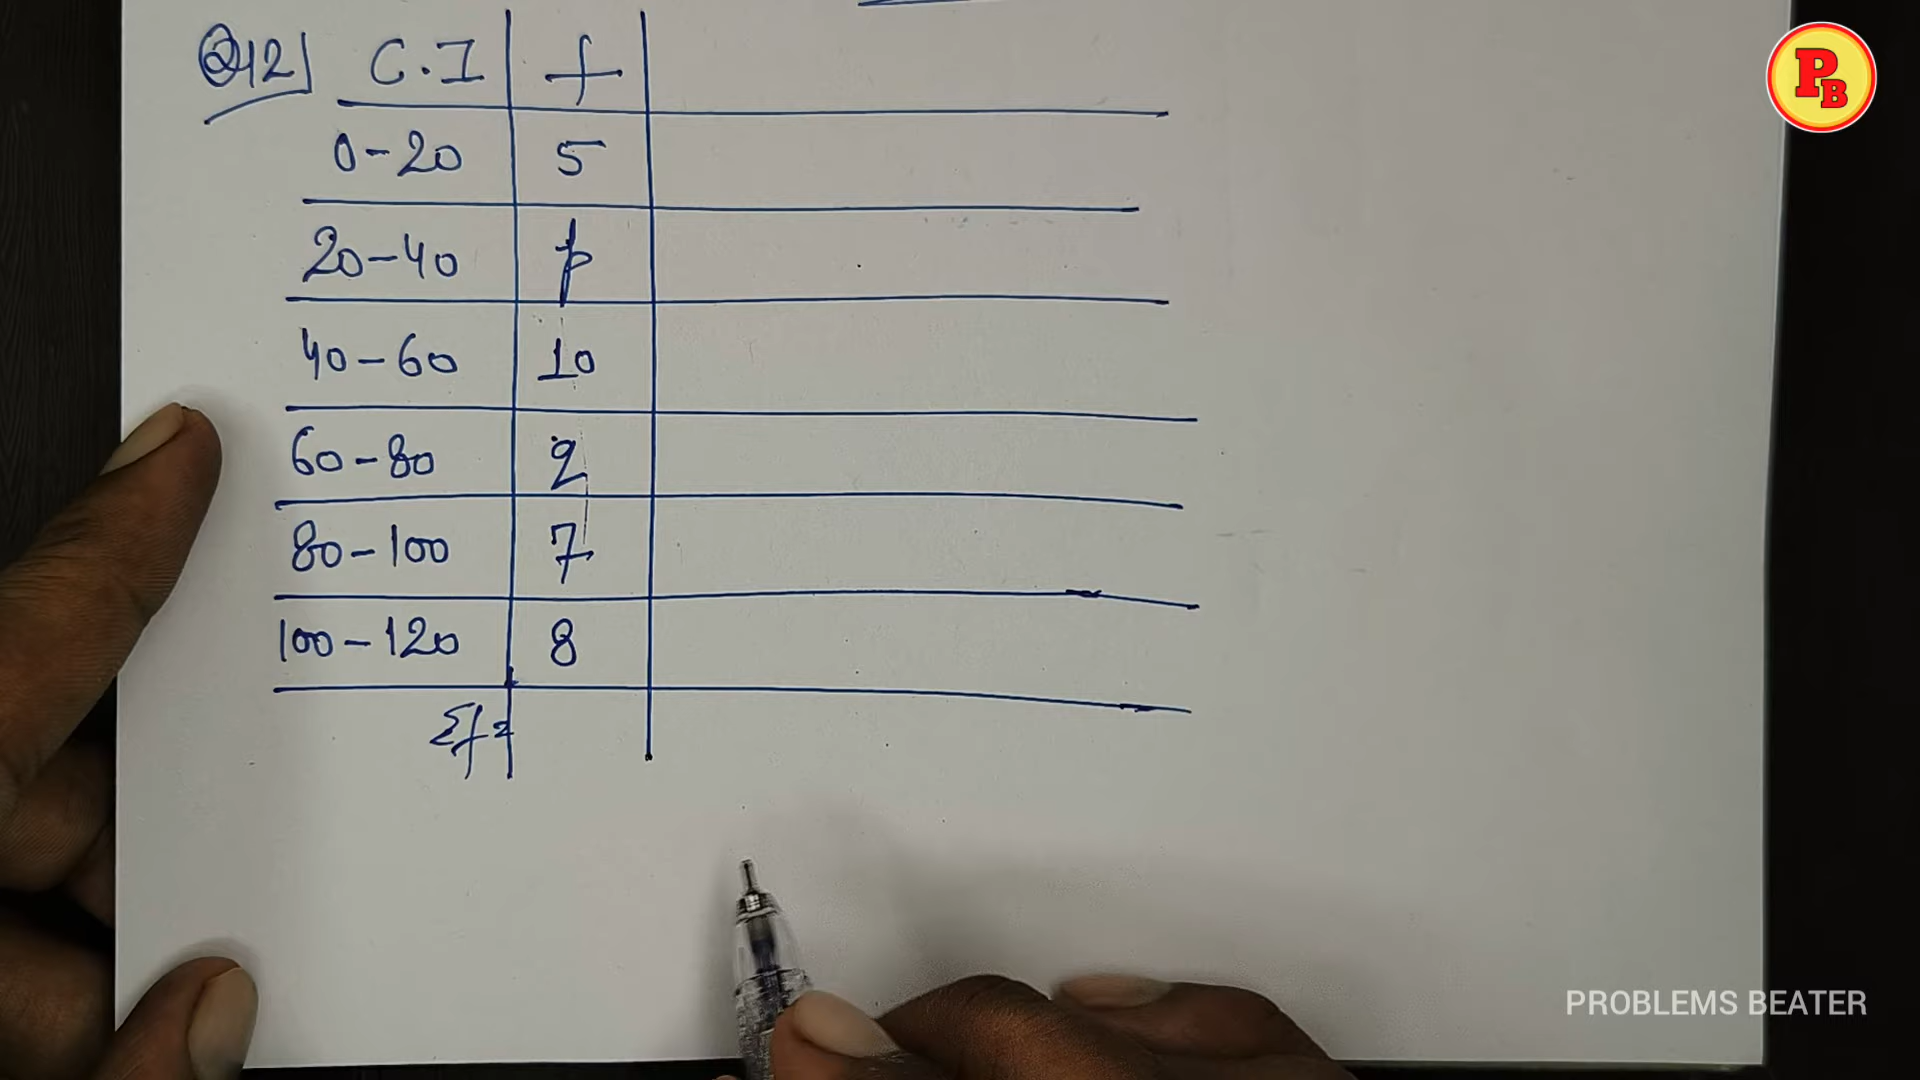 Q12] C.I f
0-20 5
20-40 p
40-60 10
60-80 q
80-100 7
100-120 8
Σf=
PB
PROBLEMS BEATER